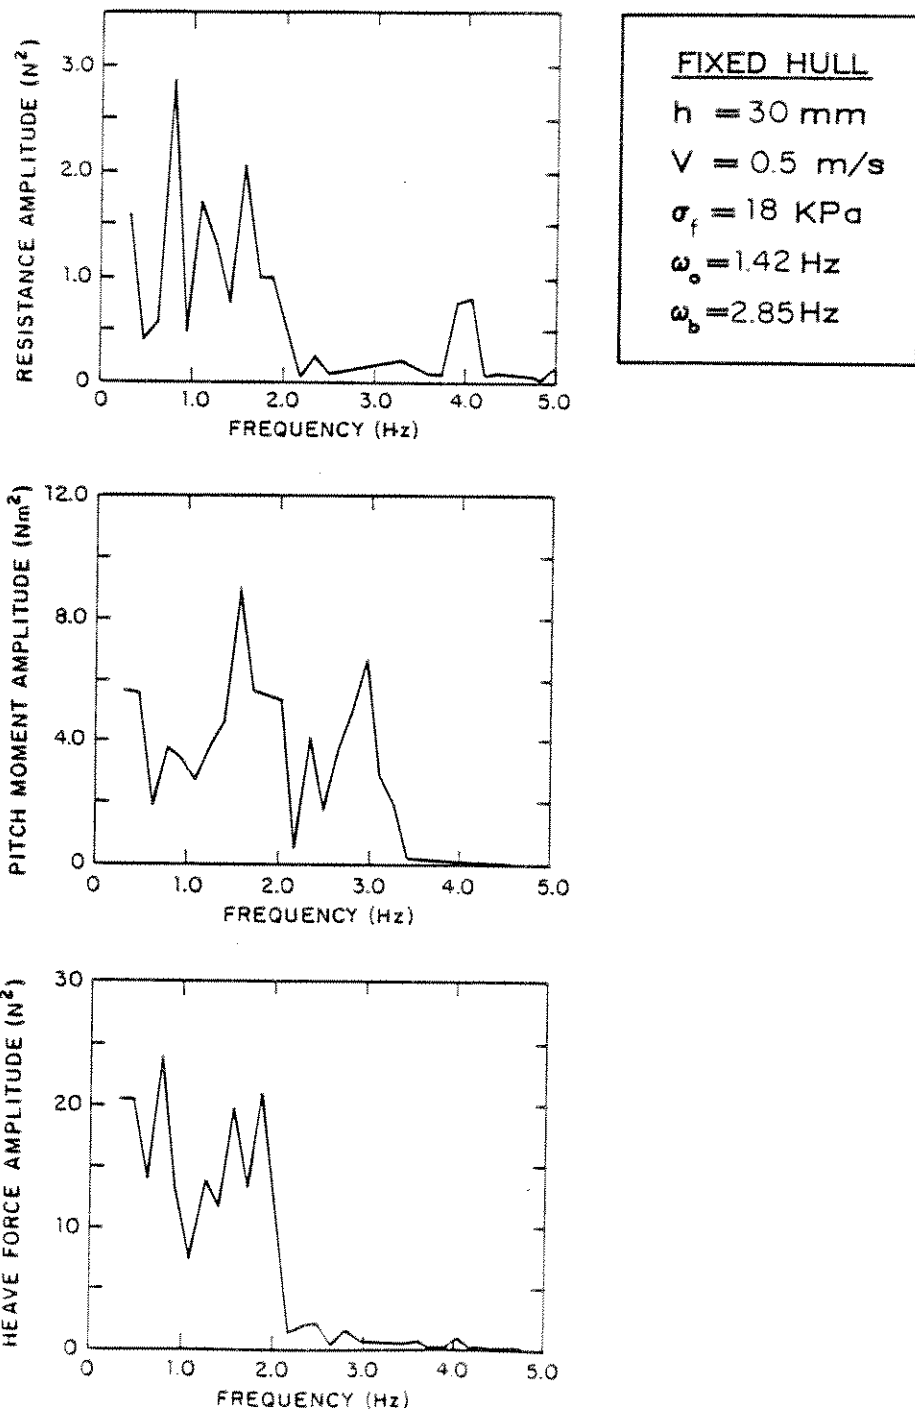 RESISTANCE AMPLITUDE (N²)
3.0
2.0
1.0
0
1.0 2.0 3.0 4.0 5.0
FREQUENCY (Hz)
FIXED HULL
h = 30 mm
V = 0.5 m/s
σf = 18 KPa
ωo = 1.42 Hz
ωb = 2.85 Hz
PITCH MOMENT AMPLITUDE (Nm²)
12.0
8.0
4.0
0
0 1.0 2.0 3.0 4.0 5.0
FREQUENCY (Hz)
HEAVE FORCE AMPLITUDE (N²)
30
20
10
0
0 1.0 2.0 3.0 4.0 5.0
FREQUENCY (Hz)